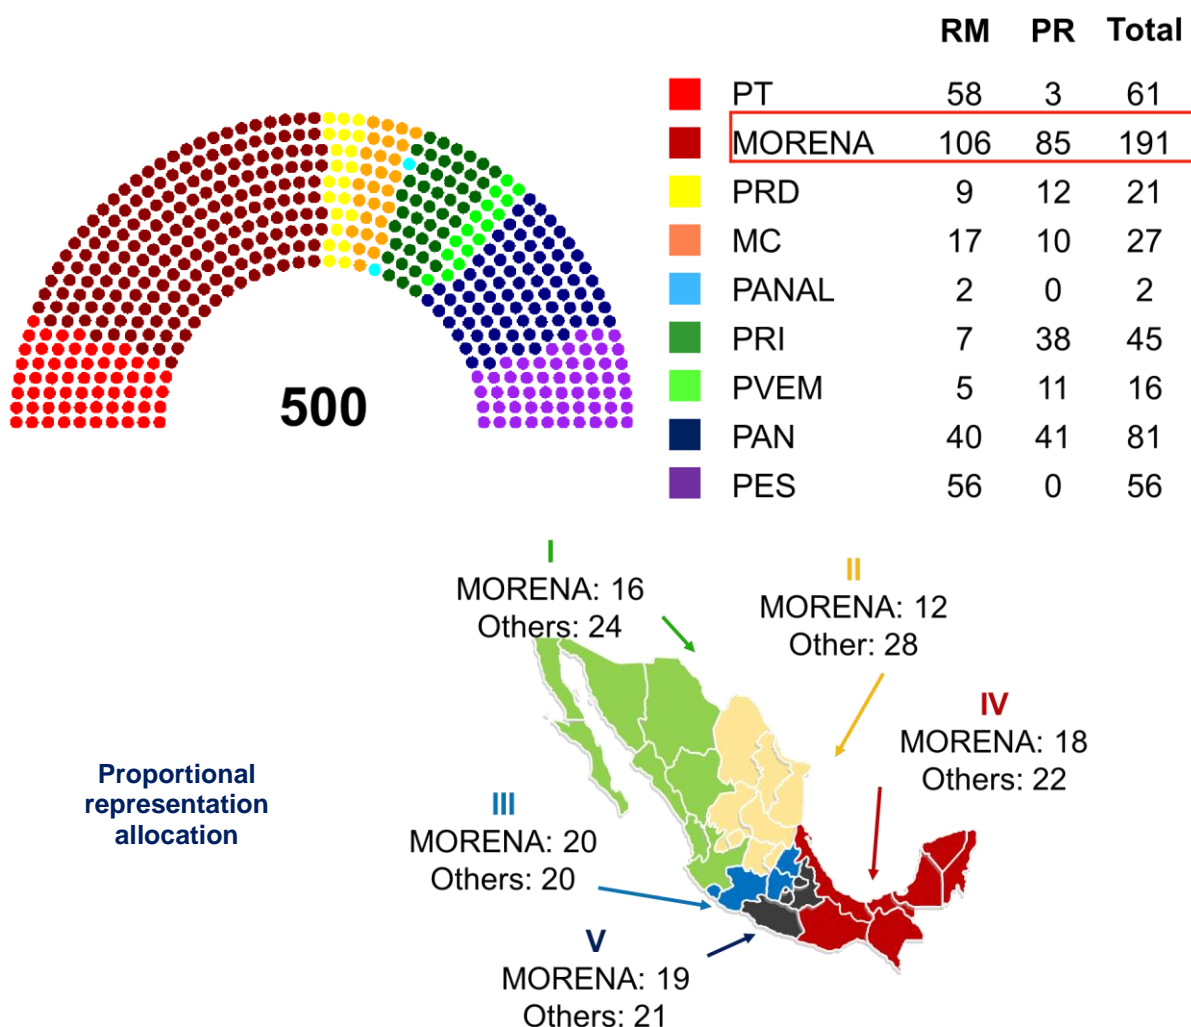 RM PR Total
PT 58 3 61
MORENA 106 85 191
PRD 9 12 21
MC 17 10 27
PANAL 2 0 2
PRI 7 38 45
PVEM 5 11 16
PAN 40 41 81
PES 56 0 56
500
I
MORENA: 16
Others: 24
II
MORENA: 12
Other: 28
IV
MORENA: 18
Others: 22
Proportional
representation
allocation
III
MORENA: 20
Others: 20
V
MORENA: 19
Others: 21